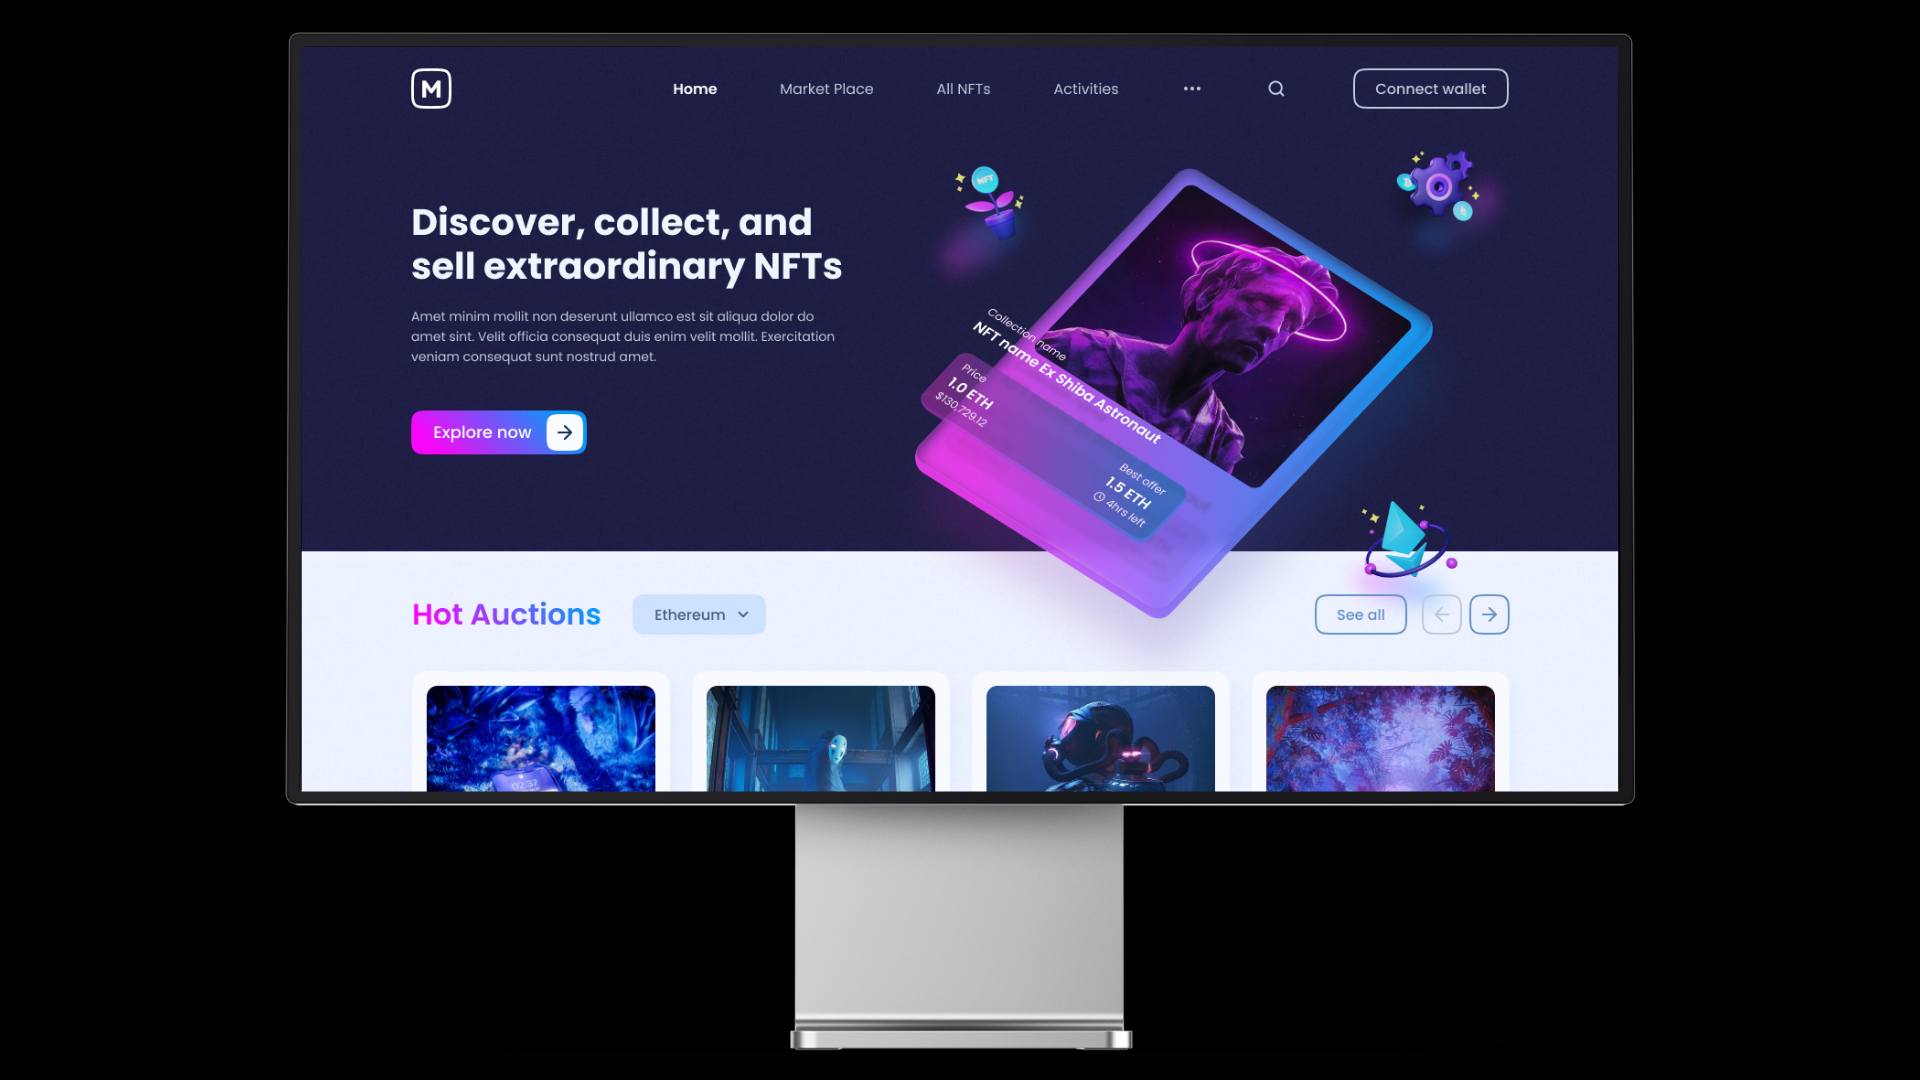 M
Home
Market Place
All NFTs
Activities
Connect wallet
Discover, collect, and
sell extraordinary NFTs
Amet minim mollit non deserunt ullamco est sit aliqua dolor do
amet sint. Velit officia consequat duis enim velit mollit. Exercitation
veniam consequat sunt nostrud amet.
Explore now
NFT
Collection name
NFT name Ex Shiba Astronaut
Price
1.0 ETH
$130,729.12
Best offer
1.5 ETH
4hrs left
Hot Auctions
Ethereum
See all
02:37